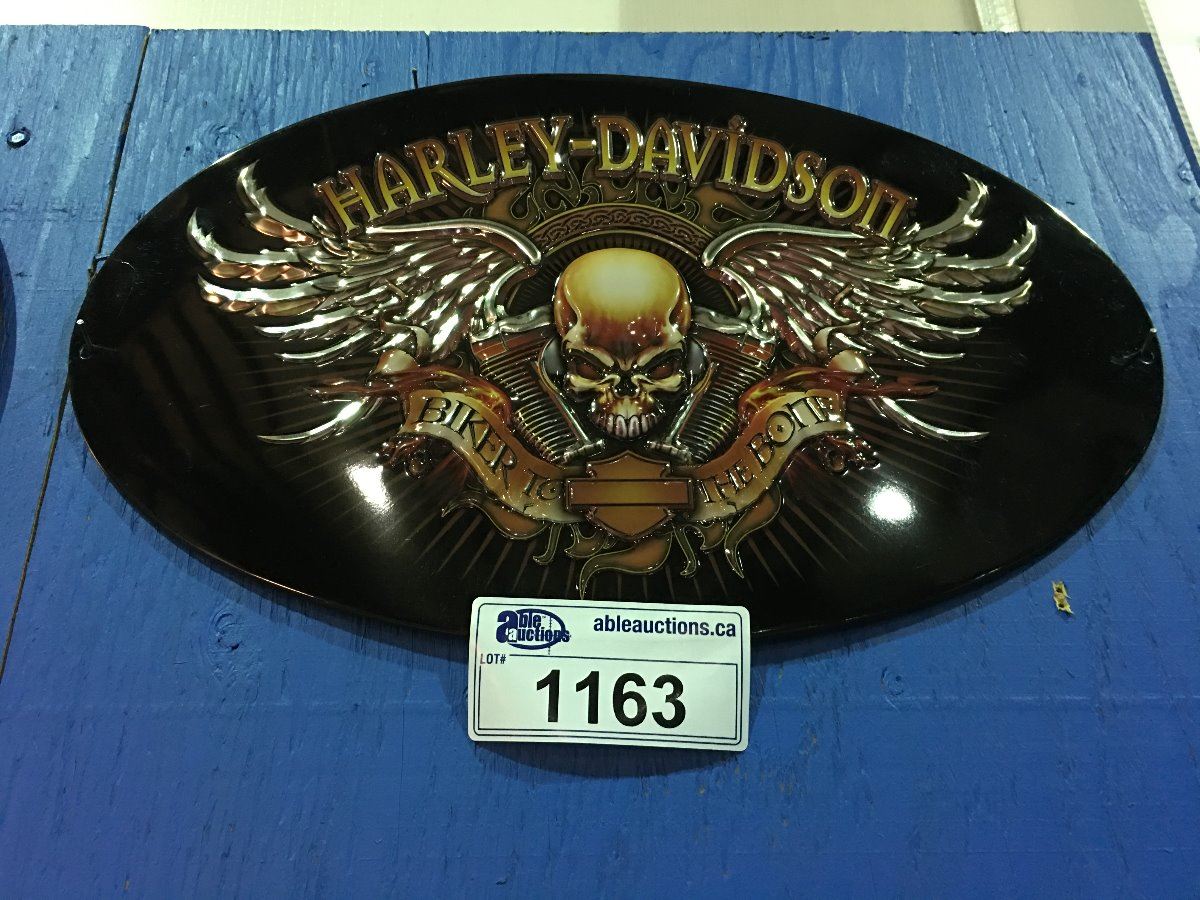 HARLEY-DAVIDSON
BIKER TO THE BONE
able auctions
ableauctions.ca
LOT#
1163